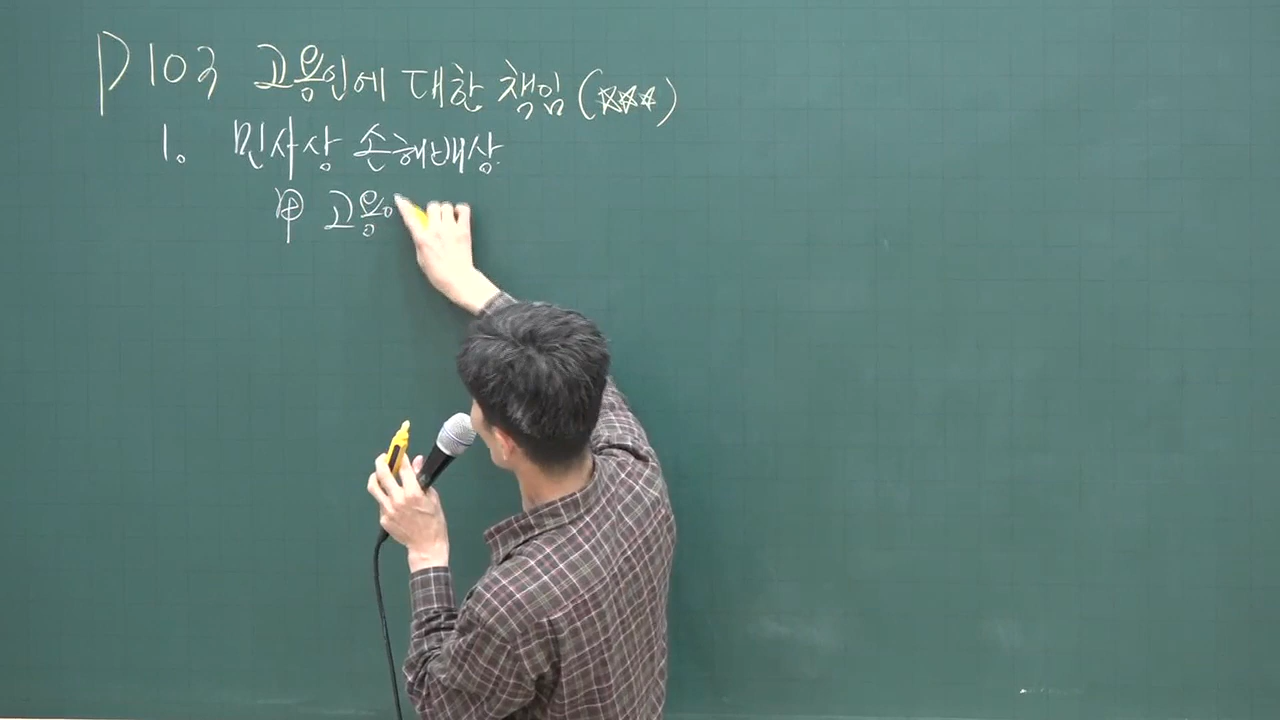 P103 고용인에 대한 책임 (☆☆☆)
1. 민사상 손해배상
甲 고용